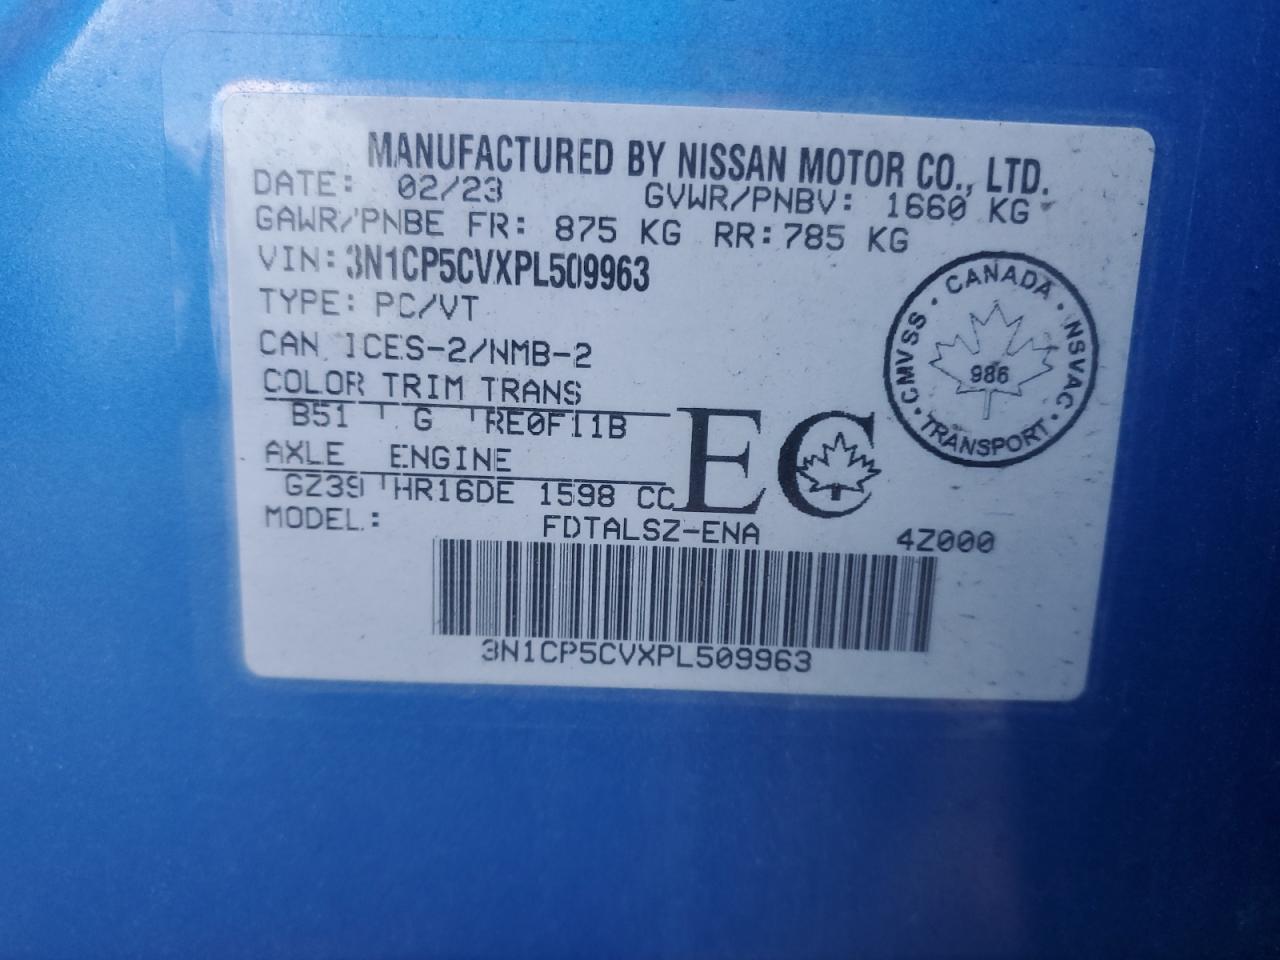 MANUFACTURED BY NISSAN MOTOR CO., LTD.
DATE: 02/23 GVWR/PNBV: 1660 KG
GAWR/PNBE FR: 875 KG RR: 785 KG
VIN: 3N1CP5CVXPL509963
TYPE: PC/VT
CAN ICES-2/NMB-2
COLOR TRIM TRANS
B51 G RE0F11B
AXLE ENGINE
GZ39 HR16DE 1598 CC
EC
MODEL: FDTALSZ-ENA 4Z000
3N1CP5CVXPL509963
CANADA
CMVSS · NSVAC
986
TRANSPORT